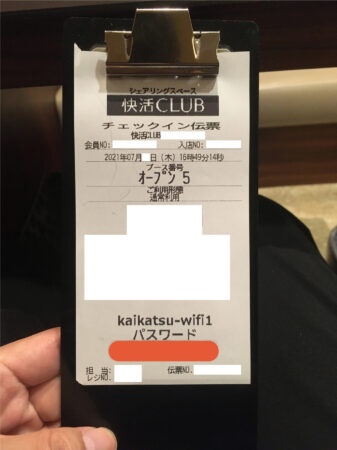 シェアリングスペース
快活CLUB
チェックイン伝票
快活CLUB
会員NO: 入店NO:
2021年07月 日 (木) 16時49分14秒
ブース番号
ｵｰﾌﾟﾝ 5
ご利用形態
通常利用
kaikatsu-wifi1
パスワード
担 当: 伝票NO.
レジNO.